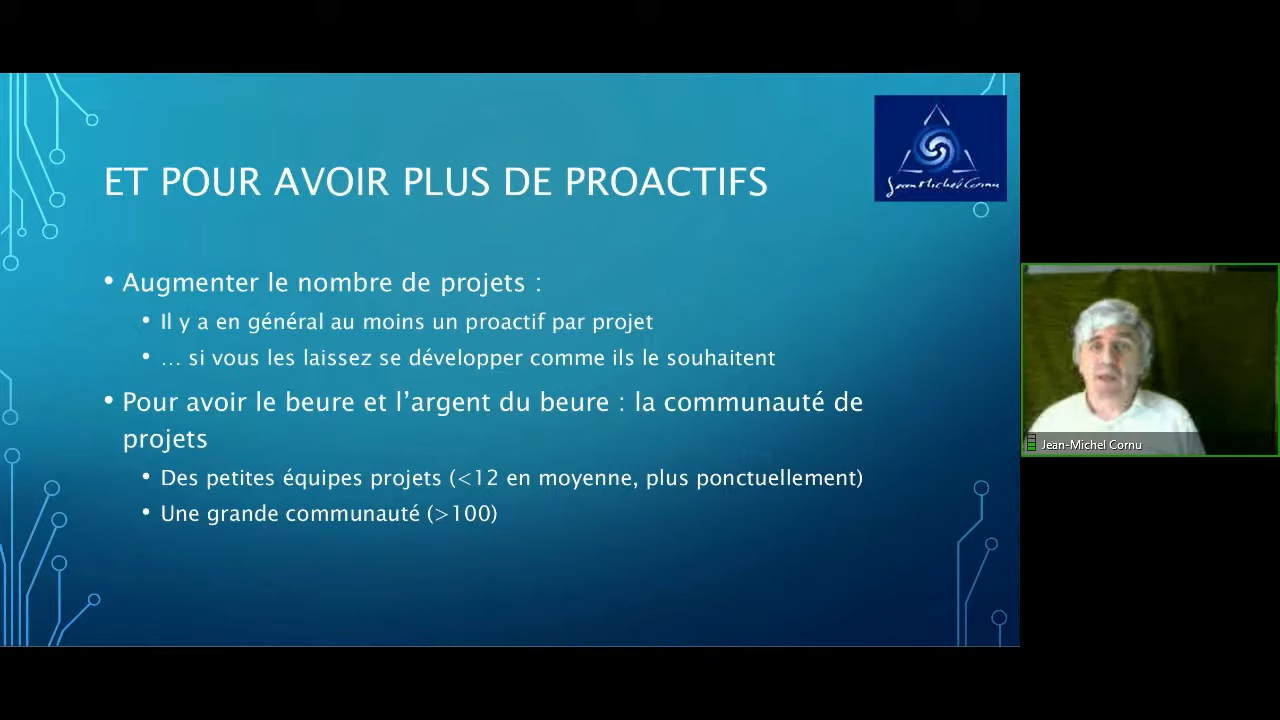 Jean Michel Cornu
ET POUR AVOIR PLUS DE PROACTIFS
• Augmenter le nombre de projets :
• Il y a en général au moins un proactif par projet
• … si vous les laissez se développer comme ils le souhaitent
• Pour avoir le beure et l’argent du beure : la communauté de
projets
• Des petites équipes projets (<12 en moyenne, plus ponctuellement)
• Une grande communauté (>100)
Jean-Michel Cornu